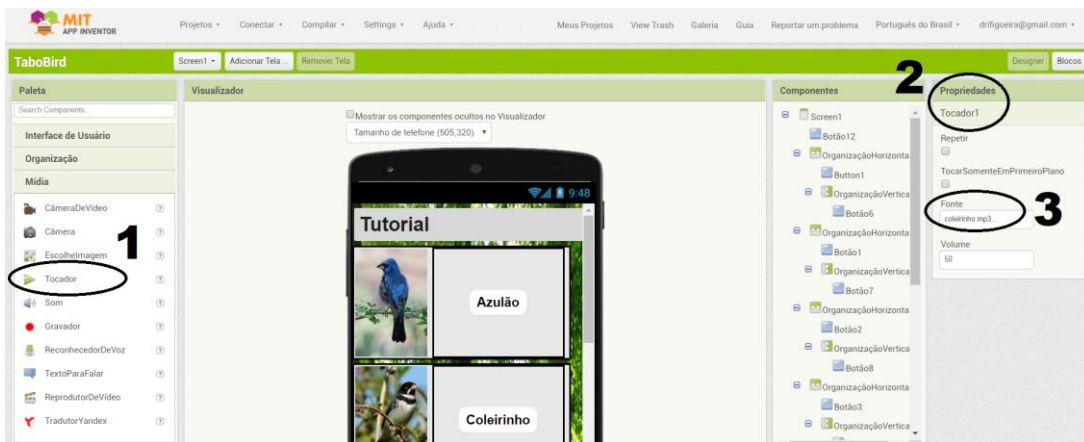 MIT
APP INVENTOR
Projetos
Conectar
Compilar
Settings
Ajuda
Meus Projetos
View Trash
Galeria
Guia
Reportar um problema
Português do Brasil
drifigueira@gmail.com
TaboBird
Screen1
Adicionar Tela ...
Remover Tela
Designer
Blocos
Paleta
Search Components...
Interface de Usuário
Organização
Mídia
CâmeraDeVídeo
Câmera
EscolheImagem
1
Tocador
Som
Gravador
ReconhecedorDeVoz
TextoParaFalar
ReprodutorDeVídeo
TradutorYandex
Visualizador
Mostrar os componentes ocultos no Visualizador
Tamanho de telefone (505,320)
9:48
Tutorial
Azulão
Coleirinho
Componentes
Screen1
Botão12
OrganizaçãoHorizonta
Button1
OrganizaçãoVertica
Botão6
OrganizaçãoHorizonta
Botão1
OrganizaçãoVertica
Botão7
OrganizaçãoHorizonta
Botão2
OrganizaçãoVertica
Botão8
OrganizaçãoHorizonta
Botão3
OrganizaçãoVertica
2
Propriedades
Tocador1
Repetir
TocarSomenteEmPrimeiroPlano
Fonte
coleirinho.mp3...
3
Volume
50